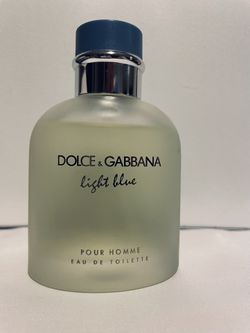 DOLCE & GABBANA
light blue
POUR HOMME
EAU DE TOILETTE